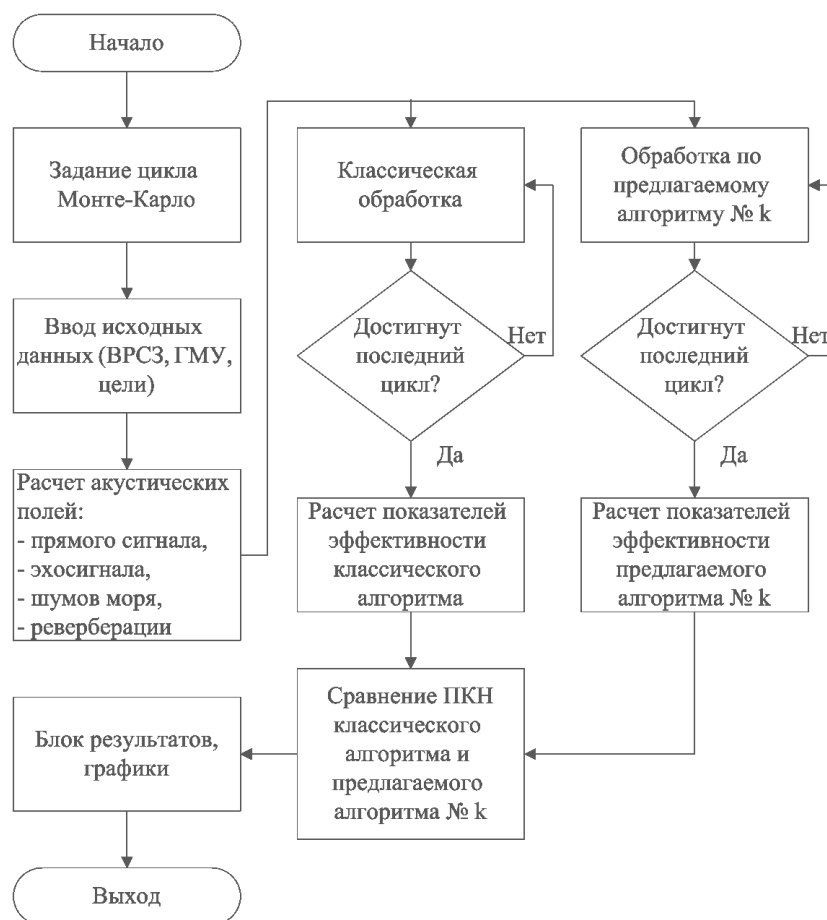 Начало
Задание цикла
Монте-Карло
Ввод исходных
данных (ВРСЗ, ГМУ,
цели)
Расчет акустических
полей:
- прямого сигнала,
- эхосигнала,
- шумов моря,
- реверберации
Классическая
обработка
Достигнут
последний
цикл?
Нет
Да
Расчет показателей
эффективности
классического
алгоритма
Обработка по
предлагаемому
алгоритму № k
Достигнут
последний
цикл?
Нет
Да
Расчет показателей
эффективности
предлагаемого
алгоритма № k
Сравнение ПКН
классического
алгоритма и
предлагаемого
алгоритма № k
Блок результатов,
графики
Выход